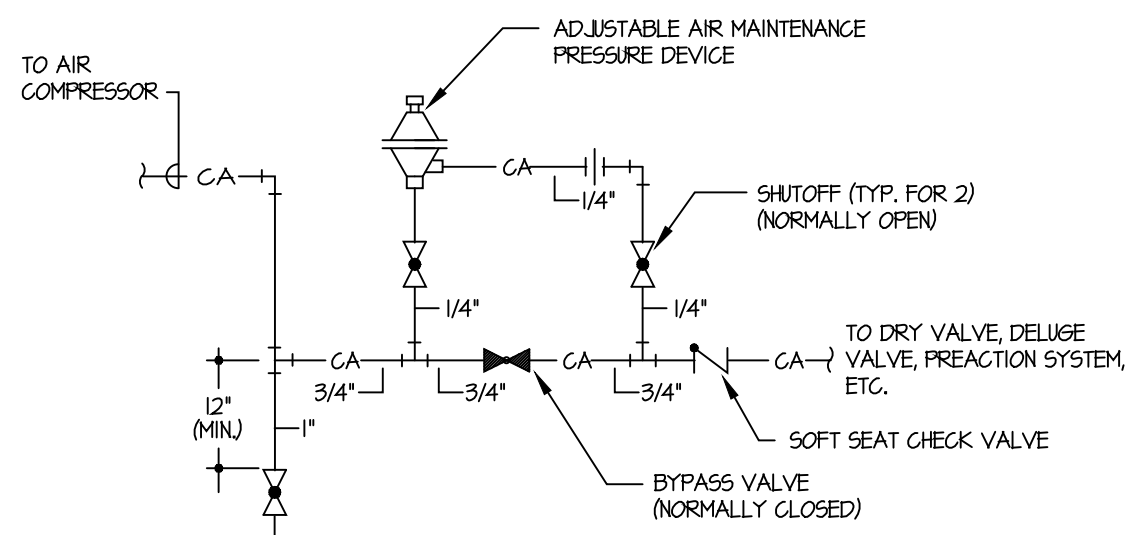 ADJUSTABLE AIR MAINTENANCE
PRESSURE DEVICE
TO AIR
COMPRESSOR
CA
CA
1/4"
SHUTOFF (TYP. FOR 2)
(NORMALLY OPEN)
1/4"
1/4"
TO DRY VALVE, DELUGE
VALVE, PREACTION SYSTEM,
ETC.
CA
CA
CA
3/4"
3/4"
3/4"
12"
(MIN.)
1"
SOFT SEAT CHECK VALVE
BYPASS VALVE
(NORMALLY CLOSED)